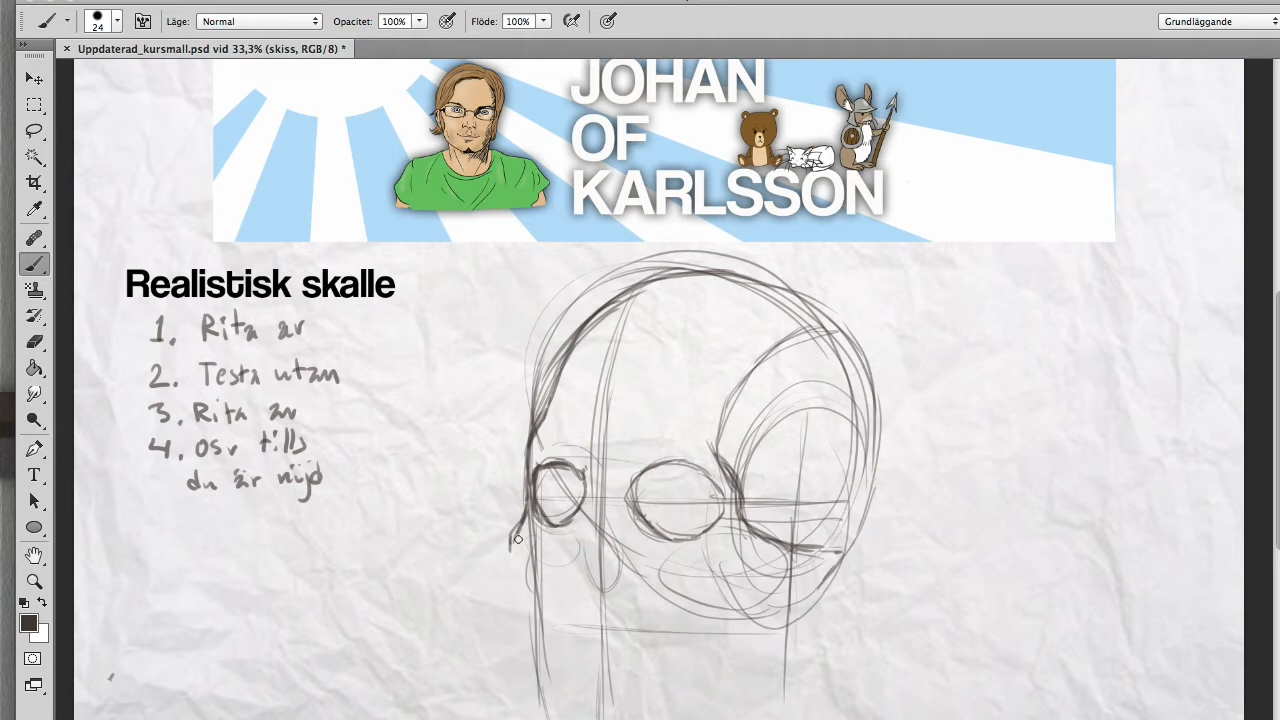 24
Läge:
Normal
Opacitet:
100%
Flöde:
100%
Grundläggande
Uppdaterad_kursmall.psd vid 33,3% (skiss, RGB/8) *
JOHAN
OF
KARLSSON
Realistisk skalle
1. Rita av
2. Testa utan
3. Rita av
4. osv tills
du är nöjd